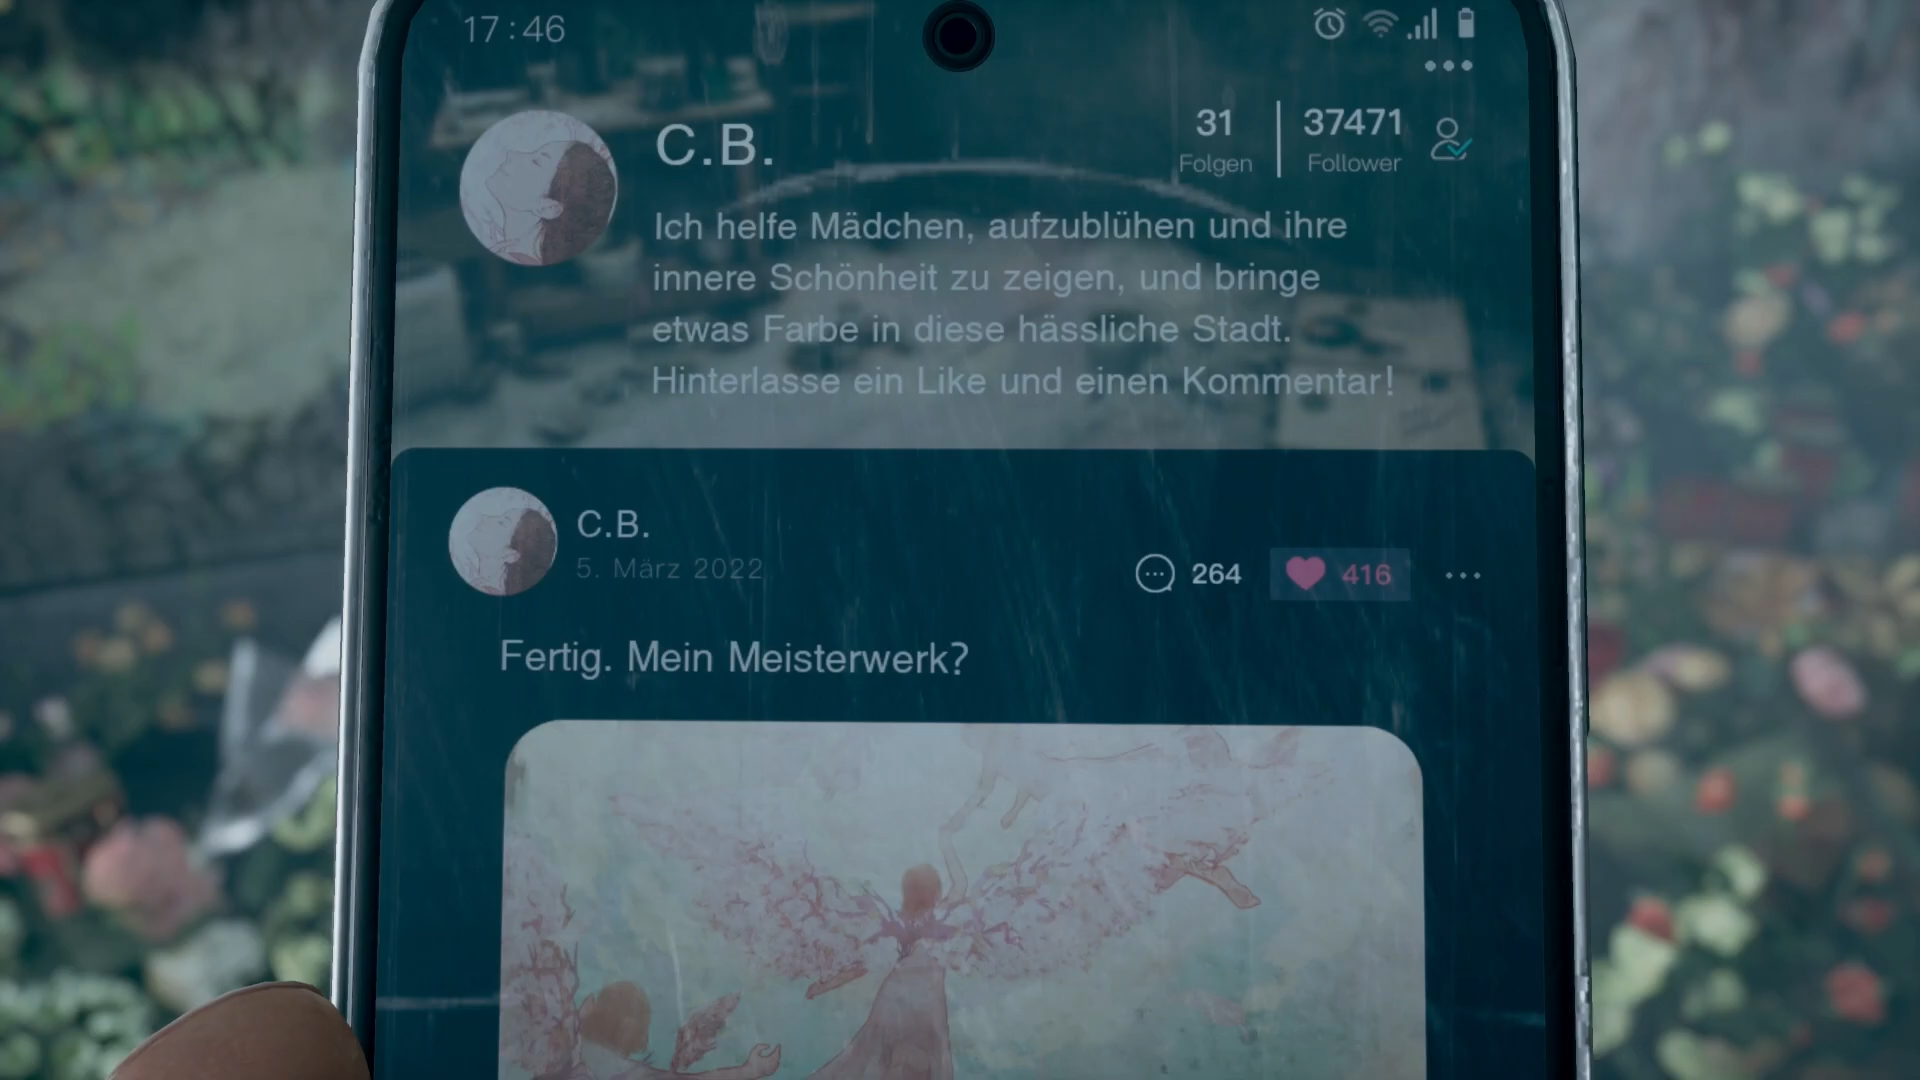 17:46
C.B.
31
Folgen
37471
Follower
Ich helfe Mädchen, aufzublühen und ihre
innere Schönheit zu zeigen, und bringe
etwas Farbe in diese hässliche Stadt.
Hinterlasse ein Like und einen Kommentar!
C.B.
5. März 2022
264
416
Fertig. Mein Meisterwerk?